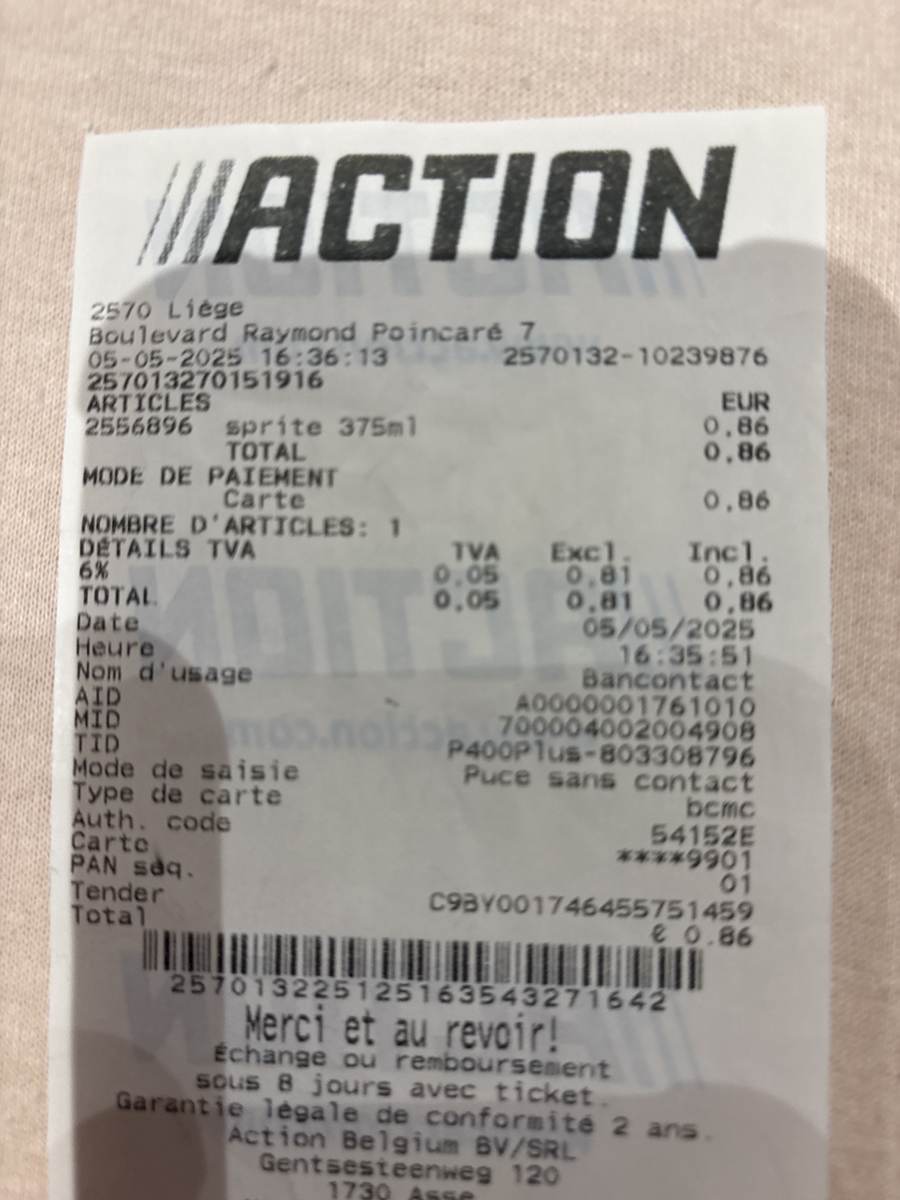 ACTION
2570 Liège
Boulevard Raymond Poincaré 7
05-05-2025 16:36:13 2570132-10239876
257013270151916
ARTICLES EUR
2556896 sprite 375ml 0,86
TOTAL 0,86
MODE DE PAIEMENT
Carte 0,86
NOMBRE D'ARTICLES: 1
DÉTAILS TVA TVA Excl. Incl.
6% 0,05 0,81 0,86
TOTAL 0,05 0,81 0,86
Date 05/05/2025
Heure 16:35:51
Nom d'usage Bancontact
AID A0000001761010
MID 700004002004908
TID P400Plus-803308796
Mode de saisie Puce sans contact
Type de carte bcmc
Auth. code 54152E
Carte ****9901
PAN séq. 01
Tender C9BY001746455751459
Total € 0.86
257013225125163543271642
Merci et au revoir!
Échange ou remboursement
sous 8 jours avec ticket.
Garantie légale de conformité 2 ans.
Action Belgium BV/SRL
Gentsesteenweg 120
1730 Asse